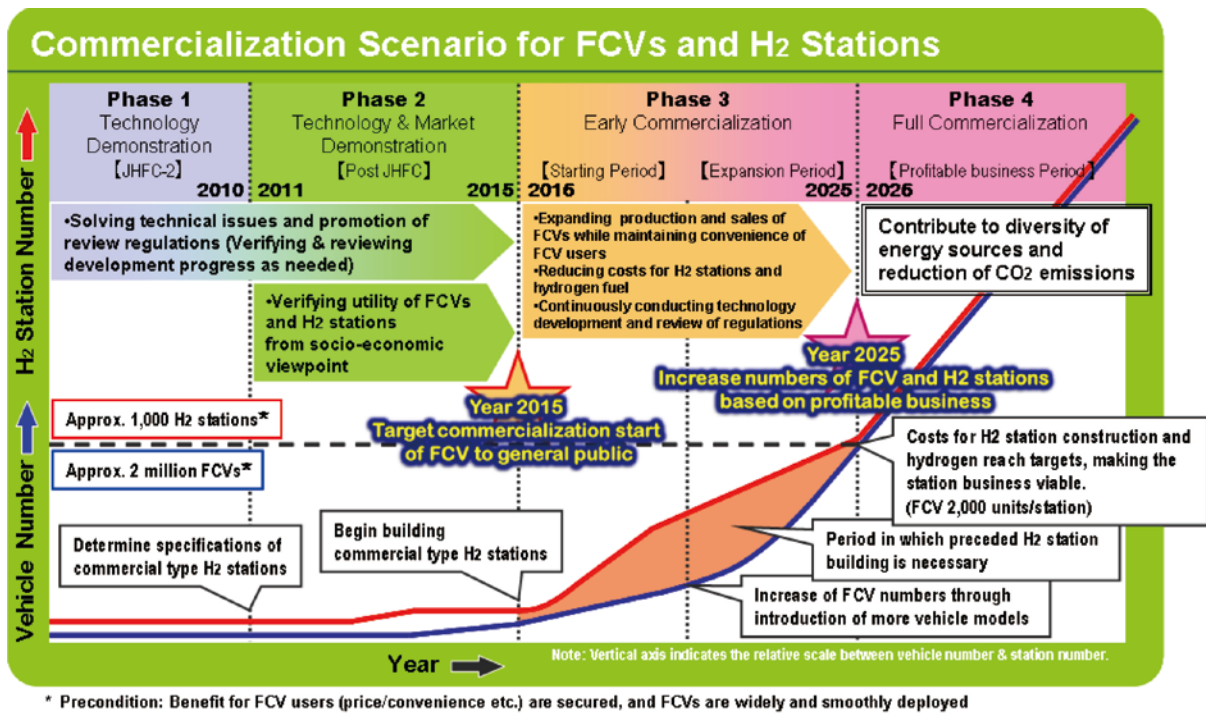 Commercialization Scenario for FCVs and H2 Stations
Phase 1
Technology
Demonstration
【JHFC-2】
2010
Phase 2
Technology & Market
Demonstration
【Post JHFC】
2011
2015
Phase 3
Early Commercialization
【Starting Period】
【Expansion Period】
2016
2025
Phase 4
Full Commercialization
【Profitable business Period】
2026
H2 Station Number
Vehicle Number
•Solving technical issues and promotion of
review regulations (Verifying & reviewing
development progress as needed)
•Verifying utility of FCVs
and H2 stations
from socio-economic
viewpoint
•Expanding production and sales of
FCVs while maintaining convenience of
FCV users
•Reducing costs for H2 stations and
hydrogen fuel
•Continuously conducting technology
development and review of regulations
Contribute to diversity of
energy sources and
reduction of CO2 emissions
Year 2015
Target commercialization start
of FCV to general public
Year 2025
Increase numbers of FCV and H2 stations
based on profitable business
Approx. 1,000 H2 stations*
Approx. 2 million FCVs*
Determine specifications of
commercial type H2 stations
Begin building
commercial type H2 stations
Costs for H2 station construction and
hydrogen reach targets, making the
station business viable.
(FCV 2,000 units/station)
Period in which preceded H2 station
building is necessary
Increase of FCV numbers through
introduction of more vehicle models
Year
Note: Vertical axis indicates the relative scale between vehicle number & station number.
* Precondition: Benefit for FCV users (price/convenience etc.) are secured, and FCVs are widely and smoothly deployed